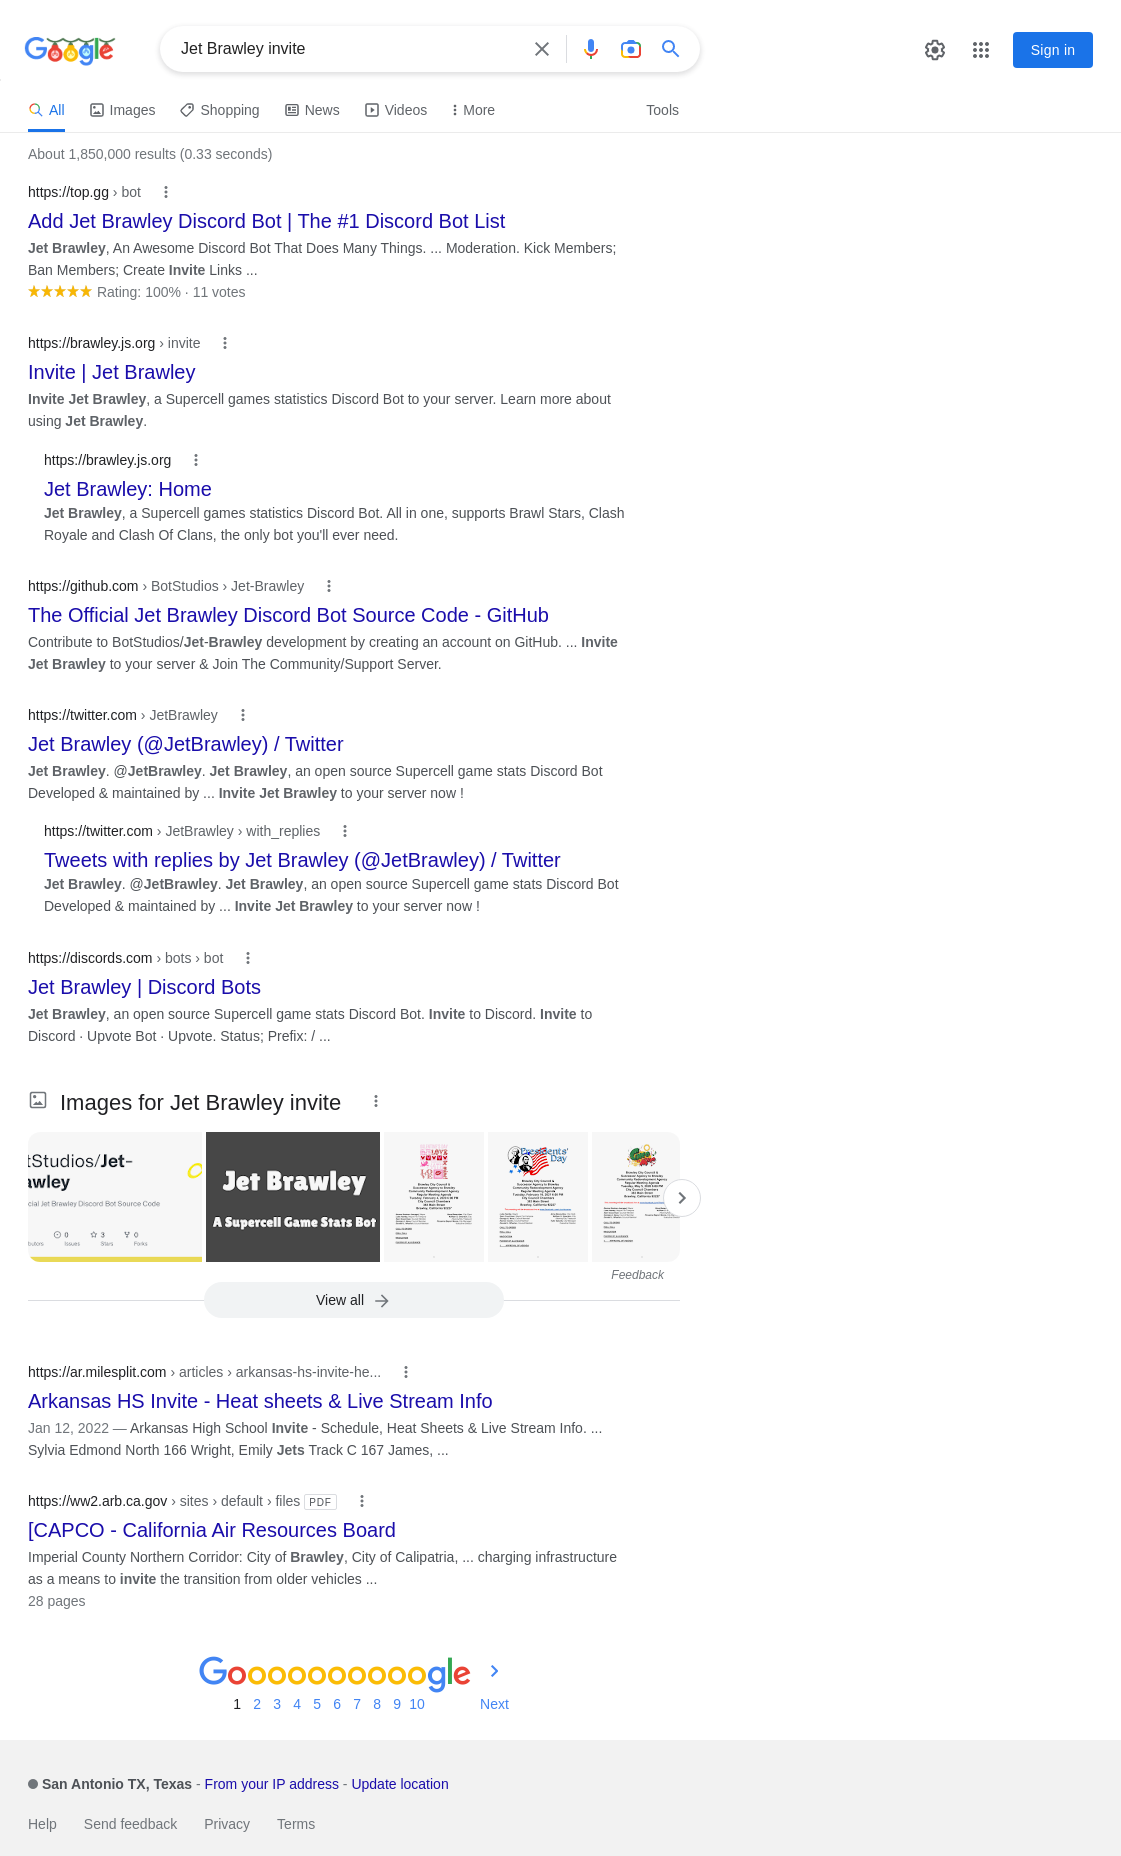 Google
Jet Brawley invite
Sign in
All
Images
Shopping
News
Videos
More
Tools
About 1,850,000 results (0.33 seconds)
https://top.gg › bot
Add Jet Brawley Discord Bot | The #1 Discord Bot List
Jet Brawley, An Awesome Discord Bot That Does Many Things. ... Moderation. Kick Members;
Ban Members; Create Invite Links ...
Rating: 100% · 11 votes
https://brawley.js.org › invite
Invite | Jet Brawley
Invite Jet Brawley, a Supercell games statistics Discord Bot to your server. Learn more about
using Jet Brawley.
https://brawley.js.org
Jet Brawley: Home
Jet Brawley, a Supercell games statistics Discord Bot. All in one, supports Brawl Stars, Clash
Royale and Clash Of Clans, the only bot you'll ever need.
https://github.com › BotStudios › Jet-Brawley
The Official Jet Brawley Discord Bot Source Code - GitHub
Contribute to BotStudios/Jet-Brawley development by creating an account on GitHub. ... Invite
Jet Brawley to your server & Join The Community/Support Server.
https://twitter.com › JetBrawley
Jet Brawley (@JetBrawley) / Twitter
Jet Brawley. @JetBrawley. Jet Brawley, an open source Supercell game stats Discord Bot
Developed & maintained by ... Invite Jet Brawley to your server now !
https://twitter.com › JetBrawley › with_replies
Tweets with replies by Jet Brawley (@JetBrawley) / Twitter
Jet Brawley. @JetBrawley. Jet Brawley, an open source Supercell game stats Discord Bot
Developed & maintained by ... Invite Jet Brawley to your server now !
https://discords.com › bots › bot
Jet Brawley | Discord Bots
Jet Brawley, an open source Supercell game stats Discord Bot. Invite to Discord. Invite to
Discord · Upvote Bot · Upvote. Status; Prefix: / ...
Images for Jet Brawley invite
tStudios/Jet-
awley
cial Jet Brawley Discord Bot Source Code
0
3
0
butors
Issues
Stars
Forks
Jet Brawley
A Supercell Game Stats Bot
Presidents' Day
Feedback
View all
https://ar.milesplit.com › articles › arkansas-hs-invite-he...
Arkansas HS Invite - Heat sheets & Live Stream Info
Jan 12, 2022 — Arkansas High School Invite - Schedule, Heat Sheets & Live Stream Info. ...
Sylvia Edmond North 166 Wright, Emily Jets Track C 167 James, ...
https://ww2.arb.ca.gov › sites › default › files PDF
[CAPCO - California Air Resources Board
Imperial County Northern Corridor: City of Brawley, City of Calipatria, ... charging infrastructure
as a means to invite the transition from older vehicles ...
28 pages
Goooooooooogle
1 2 3 4 5 6 7 8 9 10 Next
San Antonio TX, Texas - From your IP address - Update location
Help
Send feedback
Privacy
Terms